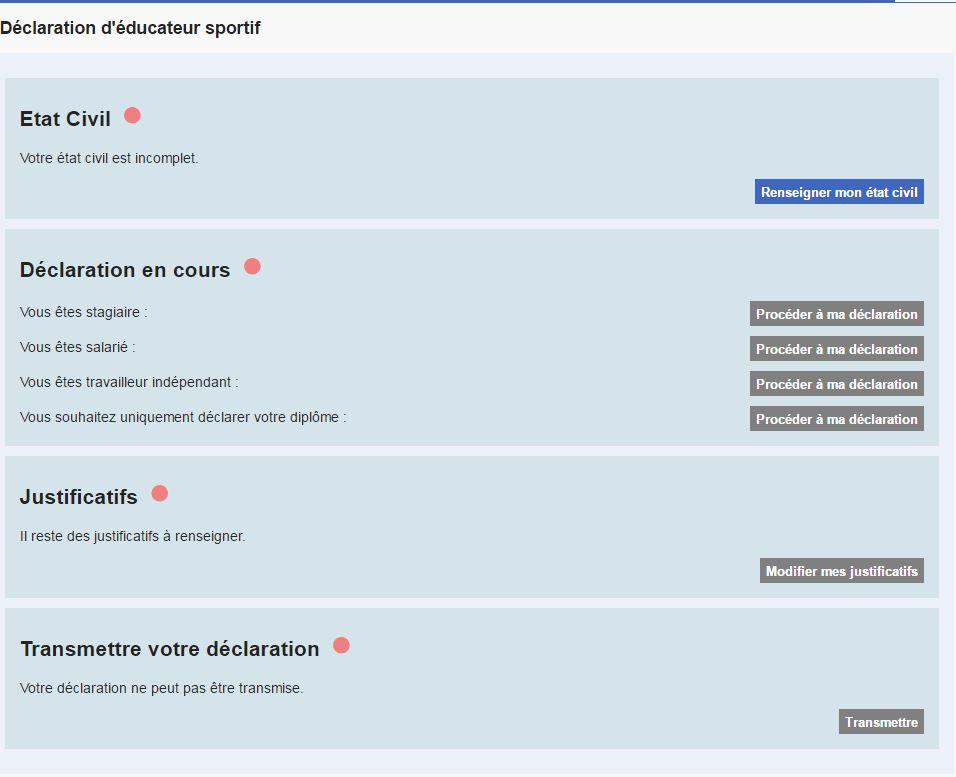 Déclaration d'éducateur sportif
Etat Civil
Votre état civil est incomplet.
Renseigner mon état civil
Déclaration en cours
Vous êtes stagiaire :
Procéder à ma déclaration
Vous êtes salarié :
Procéder à ma déclaration
Vous êtes travailleur indépendant :
Procéder à ma déclaration
Vous souhaitez uniquement déclarer votre diplôme :
Procéder à ma déclaration
Justificatifs
Il reste des justificatifs à renseigner.
Modifier mes justificatifs
Transmettre votre déclaration
Votre déclaration ne peut pas être transmise.
Transmettre